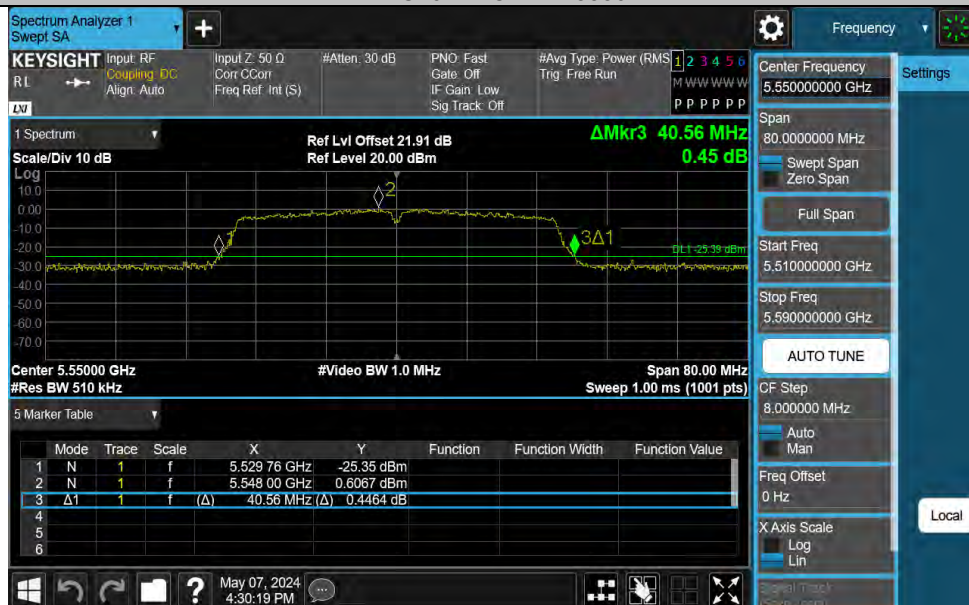 Spectrum Analyzer 1
Swept SA
+
Frequency
KEYSIGHT
RL
LXI
Input: RF
Coupling: DC
Align: Auto
Input Z: 50 Ω
Corr CCorr
Freq Ref: Int (S)
#Atten: 30 dB
PNO: Fast
Gate: Off
IF Gain: Low
Sig Track: Off
#Avg Type: Power (RMS
Trig: Free Run
1 2 3 4 5 6
M W W W W W
P P P P P P
1 Spectrum
Scale/Div 10 dB
Ref Lvl Offset 21.91 dB
Ref Level 20.00 dBm
ΔMkr3 40.56 MHz
0.45 dB
Log
10.0
0.00
-10.0
-20.0
-30.0
-40.0
-50.0
-60.0
-70.0
1
2
3Δ1
DL1 -25.39 dBm
Center 5.55000 GHz
#Res BW 510 kHz
#Video BW 1.0 MHz
Span 80.00 MHz
Sweep 1.00 ms (1001 pts)
5 Marker Table
Mode Trace Scale X Y Function Function Width Function Value
1 N 1 f 5.529 76 GHz -25.35 dBm
2 N 1 f 5.548 00 GHz 0.6067 dBm
3 Δ1 1 f (Δ) 40.56 MHz (Δ) 0.4464 dB
4
5
6
?
May 07, 2024
4:30:19 PM
Center Frequency
5.550000000 GHz
Span
80.0000000 MHz
Swept Span
Zero Span
Full Span
Start Freq
5.510000000 GHz
Stop Freq
5.590000000 GHz
AUTO TUNE
CF Step
8.000000 MHz
Auto
Man
Freq Offset
0 Hz
X Axis Scale
Log
Lin
Signal Track
Settings
Local